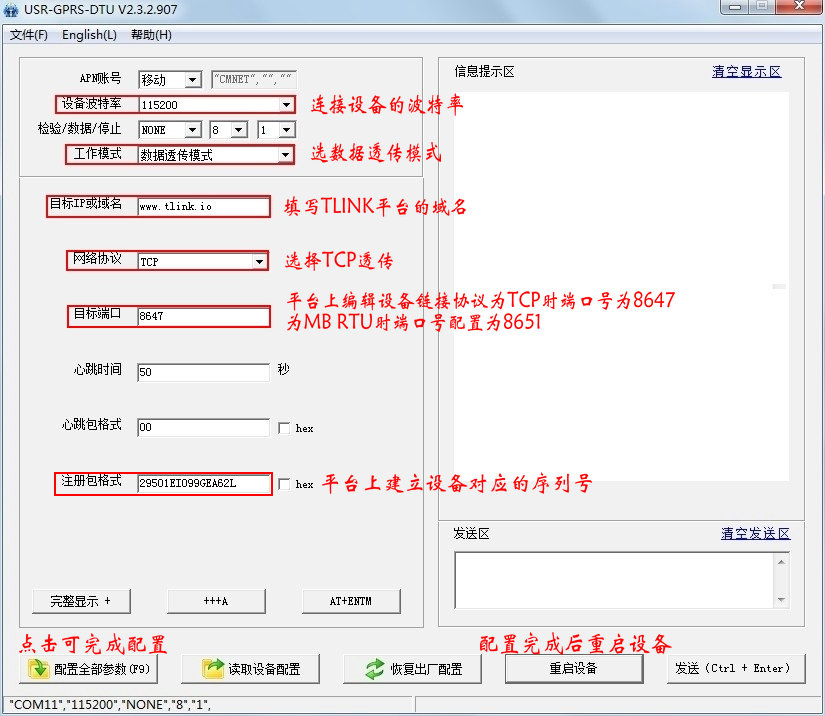 USR-GPRS-DTU V2.3.2.907
文件(F) English(L) 帮助(H)
APN账号 移动 "CMNET","",""
设备波特率 115200 连接设备的波特率
检验/数据/停止 NONE 8 1
工作模式 数据透传模式 选数据透传模式
目标IP或域名 www.tlink.io 填写TLINK平台的域名
网络协议 TCP 选择TCP透传
平台上编辑设备链接协议为TCP时端口号为8647
目标端口 8647 为MB RTU时端口号配置为8651
心跳时间 50 秒
心跳包格式 00 hex
注册包格式 29501EI099GEA62L hex 平台上建立设备对应的序列号
完整显示 + +++A AT+ENTM
信息提示区 清空显示区
发送区 清空发送区
点击可完成配置 配置完成后重启设备
配置全部参数(F9) 读取设备配置 恢复出厂配置 重启设备 发送(Ctrl + Enter)
"COM11","115200","NONE","8","1",